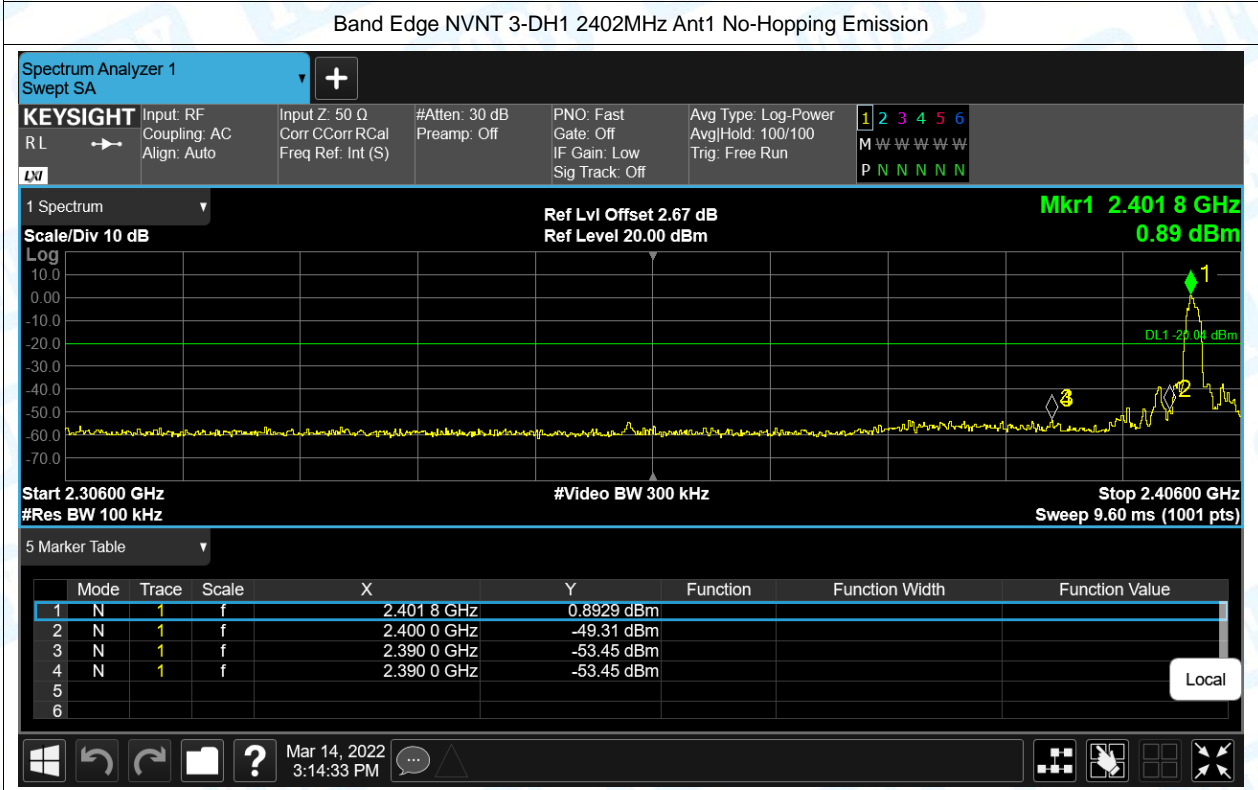 Band Edge NVNT 3-DH1 2402MHz Ant1 No-Hopping Emission
Spectrum Analyzer 1
Swept SA
+
KEYSIGHT
RL
LXI
Input: RF
Coupling: AC
Align: Auto
Input Z: 50 Ω
Corr CCorr RCal
Freq Ref: Int (S)
#Atten: 30 dB
Preamp: Off
PNO: Fast
Gate: Off
IF Gain: Low
Sig Track: Off
Avg Type: Log-Power
Avg|Hold: 100/100
Trig: Free Run
1 2 3 4 5 6
M W W W W W
P N N N N N
1 Spectrum
Scale/Div 10 dB
Ref Lvl Offset 2.67 dB
Ref Level 20.00 dBm
Mkr1 2.401 8 GHz
0.89 dBm
Log
10.0
0.00
-10.0
-20.0
-30.0
-40.0
-50.0
-60.0
-70.0
1
DL1 -20.04 dBm
2
3
Start 2.30600 GHz
#Video BW 300 kHz
Stop 2.40600 GHz
#Res BW 100 kHz
Sweep 9.60 ms (1001 pts)
5 Marker Table
Mode Trace Scale X Y Function Function Width Function Value
1 N 1 f 2.401 8 GHz 0.8929 dBm
2 N 1 f 2.400 0 GHz -49.31 dBm
3 N 1 f 2.390 0 GHz -53.45 dBm
4 N 1 f 2.390 0 GHz -53.45 dBm
5
6
Local
?
Mar 14, 2022
3:14:33 PM